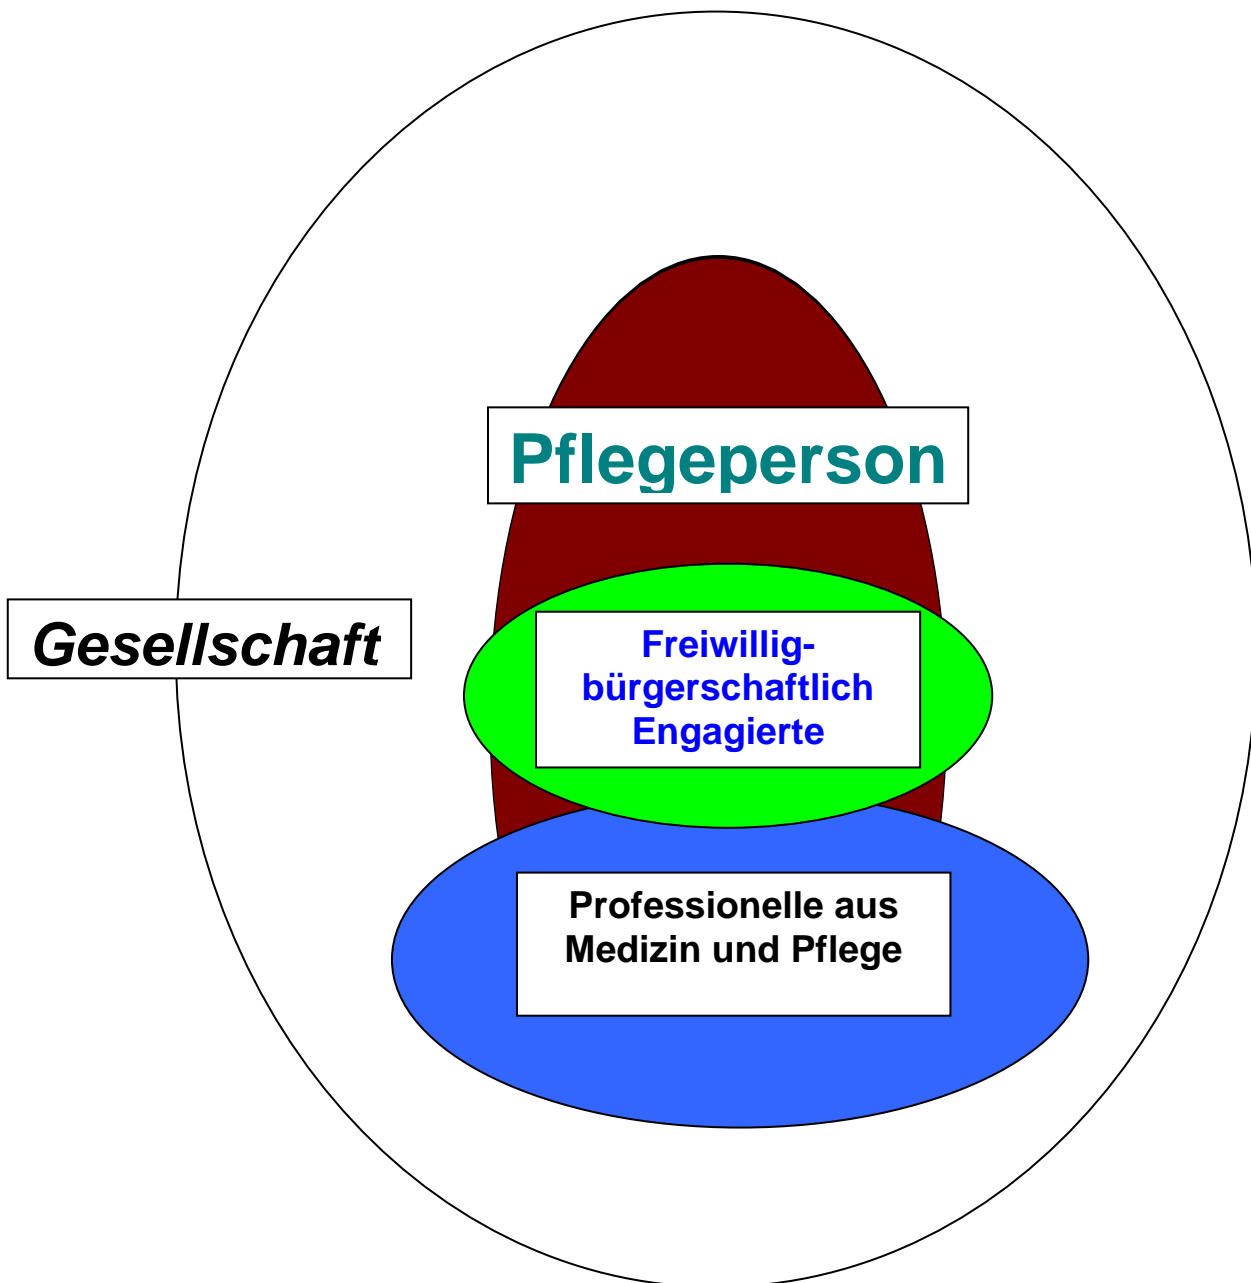 Pflegeperson
Gesellschaft
Freiwillig-
bürgerschaftlich
Engagierte
Professionelle aus
Medizin und Pflege